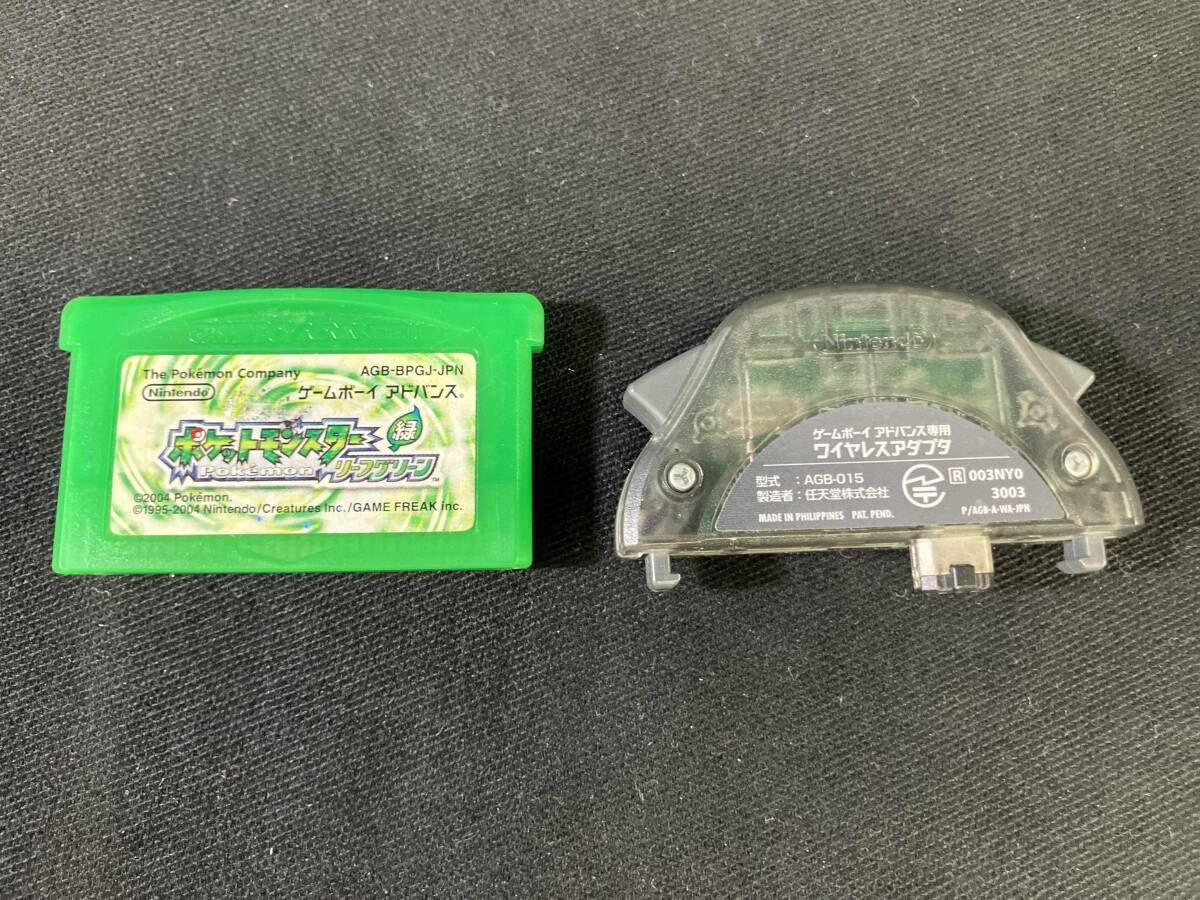 The Pokémon Company AGB-BPGJ-JPN
Nintendo ゲームボーイ アドバンス®
ポケットモンスター 緑
Pokémon リーフグリーン™
©2004 Pokémon.
©1995-2004 Nintendo/Creatures Inc./GAME FREAK inc.
Nintendo
ゲームボーイ アドバンス専用
ワイヤレスアダプタ
型式 : AGB-015
製造者 : 任天堂株式会社
R 003NY0
3003
MADE IN PHILIPPINES PAT. PEND.
P/AGB-A-WA-JPN